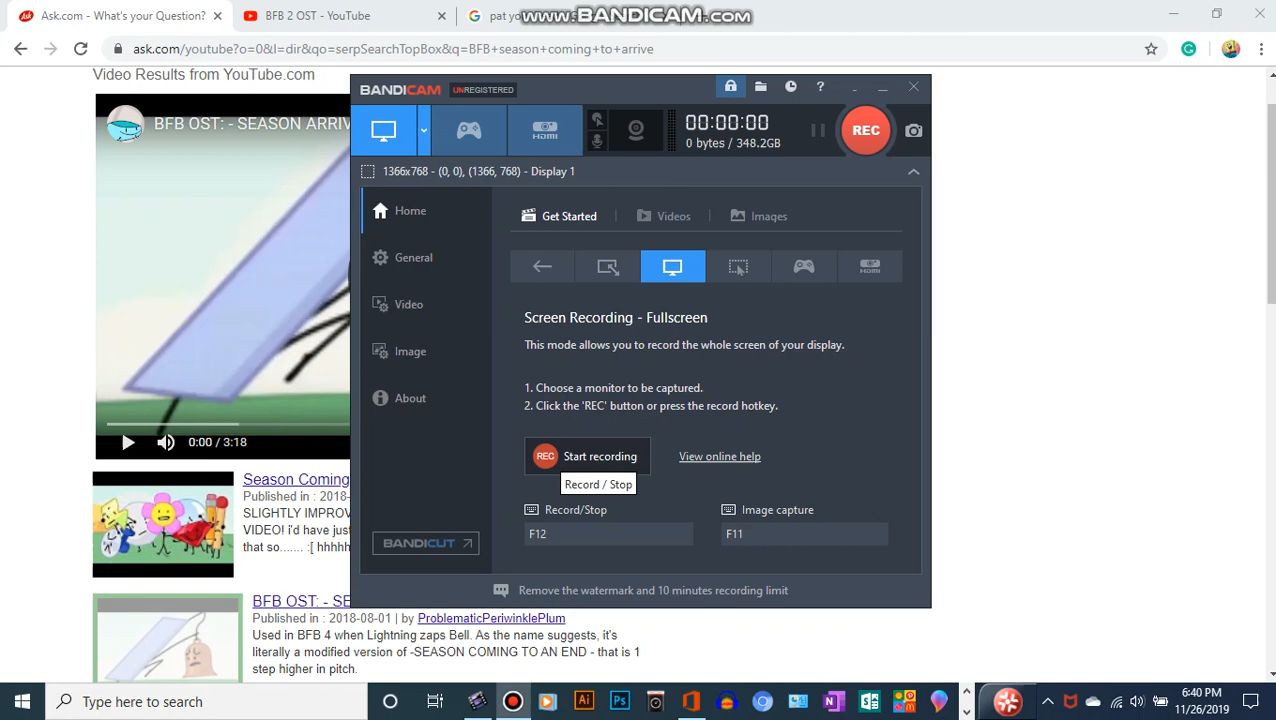 Ask.com - What's your Question?
BFB 2 OST - YouTube
pat yo
www.BANDICAM.com
ask.com/youtube?o=0&l=dir&qo=serpSearchTopBox&q=BFB+season+coming+to+arrive
Video Results from YouTube.com
BFB OST: - SEASON ARRIV
BANDICAM UNREGISTERED
?
HDMI
00:00:00
0 bytes / 348.2GB
REC
1366x768 - (0, 0), (1366, 768) - Display 1
Home
General
Video
Image
About
BANDICUT
Get Started
Videos
Images
HDMI
Screen Recording - Fullscreen
This mode allows you to record the whole screen of your display.
1. Choose a monitor to be captured.
2. Click the 'REC' button or press the record hotkey.
REC Start recording
View online help
Record / Stop
Record/Stop
Image capture
F12
F11
Remove the watermark and 10 minutes recording limit
0:00 / 3:18
Season Coming
Published in : 2018-
SLIGHTLY IMPROV
VIDEO! i'd have just
that so....... :[ hhhhh
BFB OST: - SE
Published in : 2018-08-01 | by ProblematicPeriwinklePlum
Used in BFB 4 when Lightning zaps Bell. As the name suggests, it's
literally a modified version of -SEASON COMING TO AN END - that is 1
step higher in pitch.
Type here to search
Ai
Ps
N
6:40 PM
11/26/2019